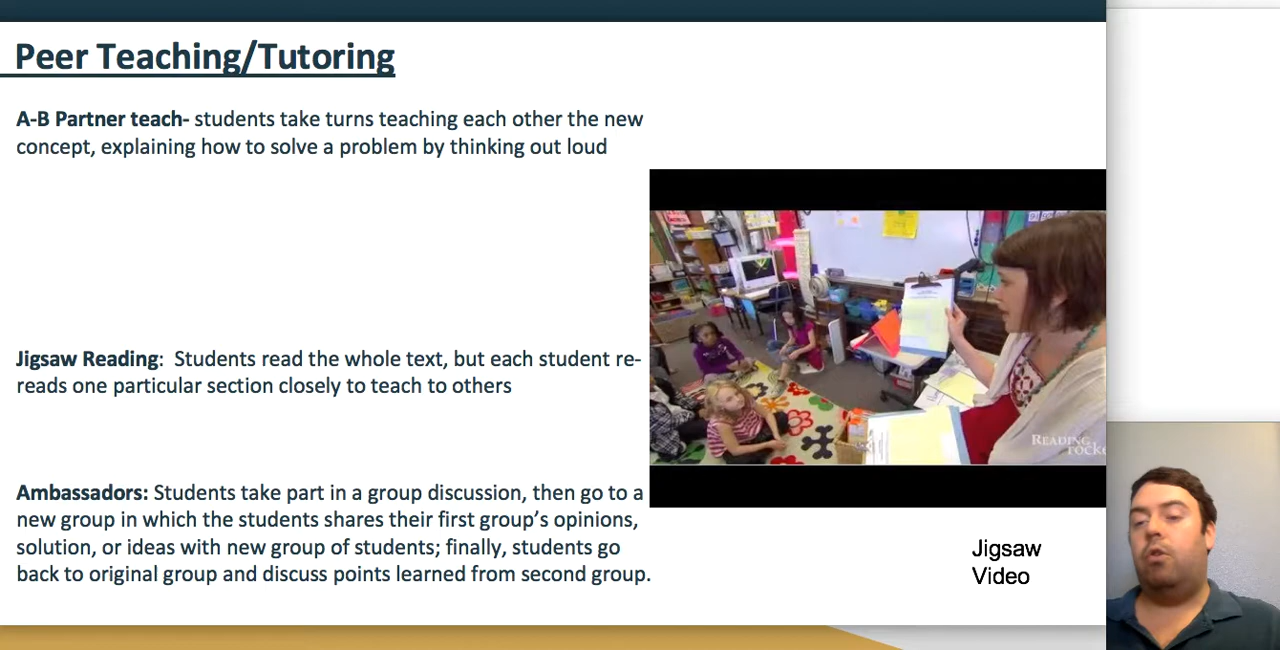 Peer Teaching/Tutoring
A-B Partner teach- students take turns teaching each other the new
concept, explaining how to solve a problem by thinking out loud
Jigsaw Reading:  Students read the whole text, but each student re-
reads one particular section closely to teach to others
Ambassadors: Students take part in a group discussion, then go to a
new group in which the students shares their first group’s opinions,
solution, or ideas with new group of students; finally, students go
back to original group and discuss points learned from second group.
READING
Jigsaw
Video